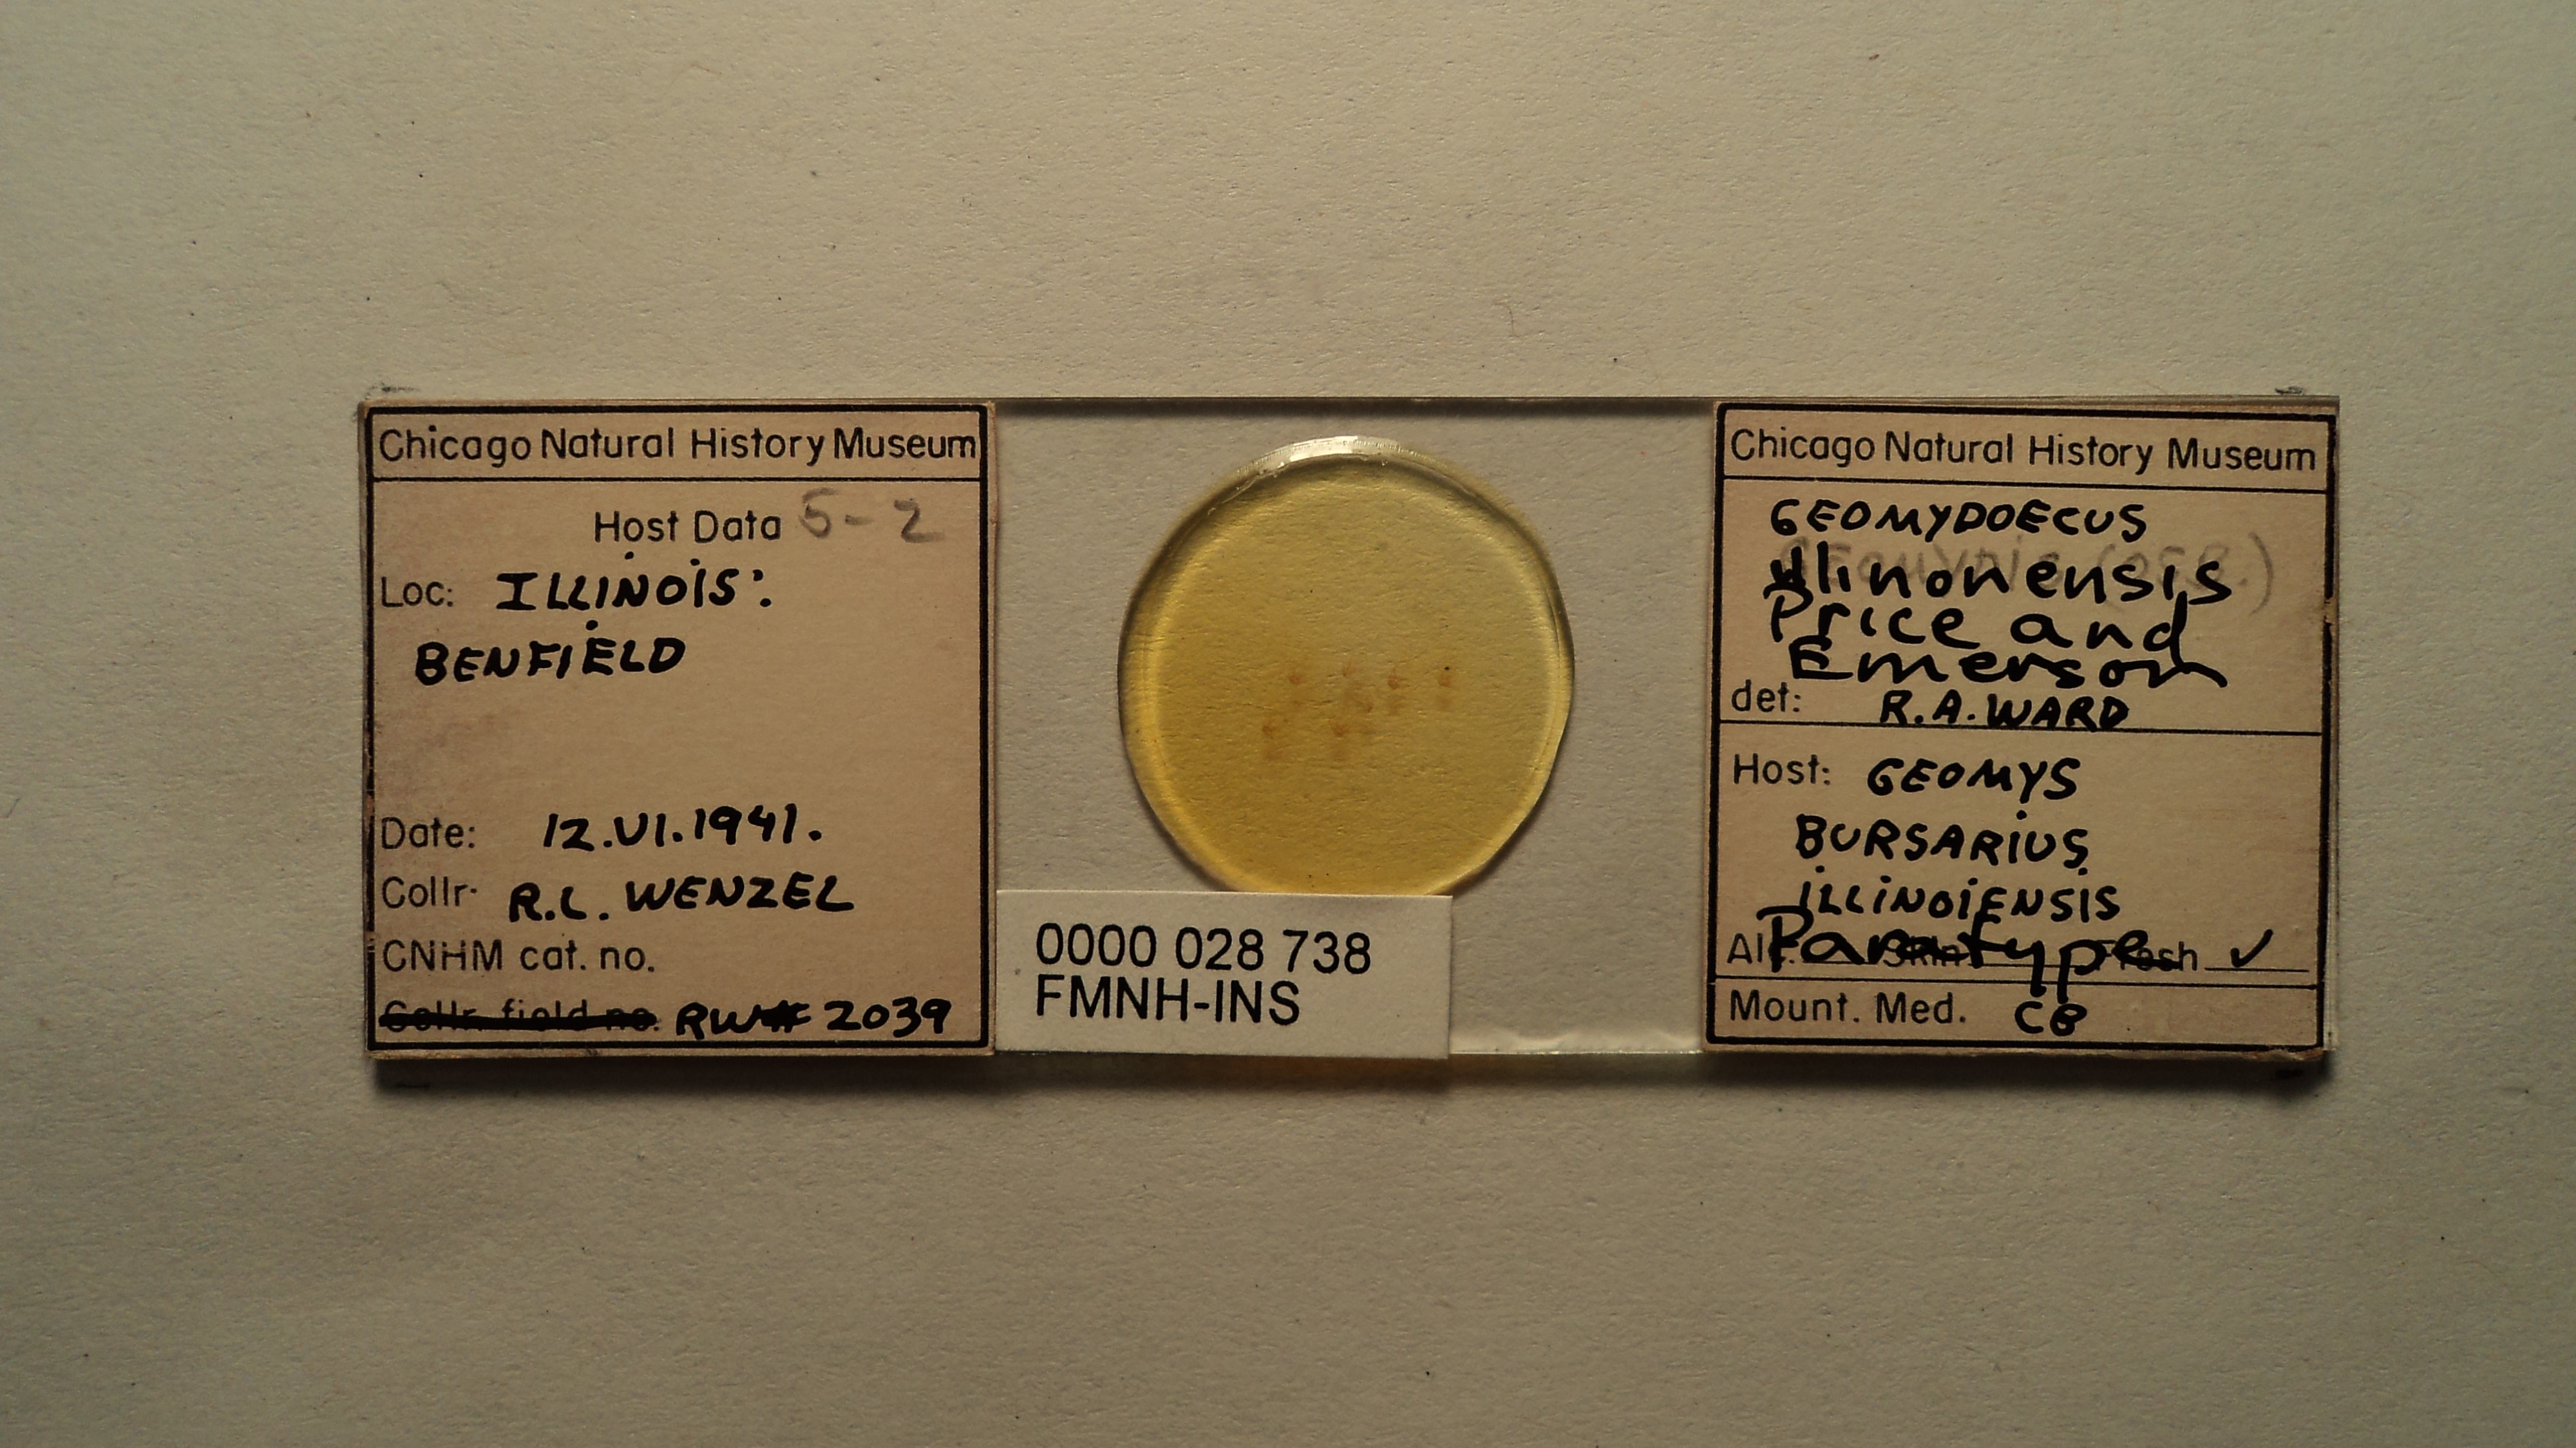 Chicago Natural History Museum
Host Data 5-2
Loc: ILLINOIS:
BENFIELD
Date: 12.VI.1941.
Collr. R.L. WENZEL
CNHM cat. no.
Collr. field no. RW# 2039
0000 028 738
FMNH-INS
Chicago Natural History Museum
GEOMYDOECUS
illinonensis
Price and
Emerson
det: R.A. WARD
Host: GEOMYS
BURSARIUS
ILLINOIENSIS
Paratype Skin Fresh ✓
Mount. Med. CB